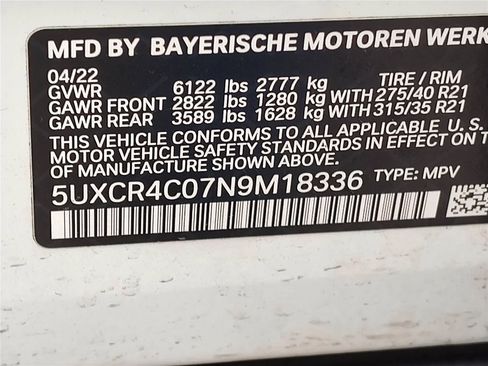 MFD BY BAYERISCHE MOTOREN WERK
04/22 TIRE / RIM
GVWR 6122 lbs 2777 kg
GAWR FRONT 2822 lbs 1280 kg WITH 275/40 R21
GAWR REAR 3589 lbs 1628 kg WITH 315/35 R21
THIS VEHICLE CONFORMS TO ALL APPLICABLE U. S.
MOTOR VEHICLE SAFETY STANDARDS IN EFFECT ON
OF MANUFACTURE SHOWN ABOVE.
5UXCR4C07N9M18336 TYPE: MPV